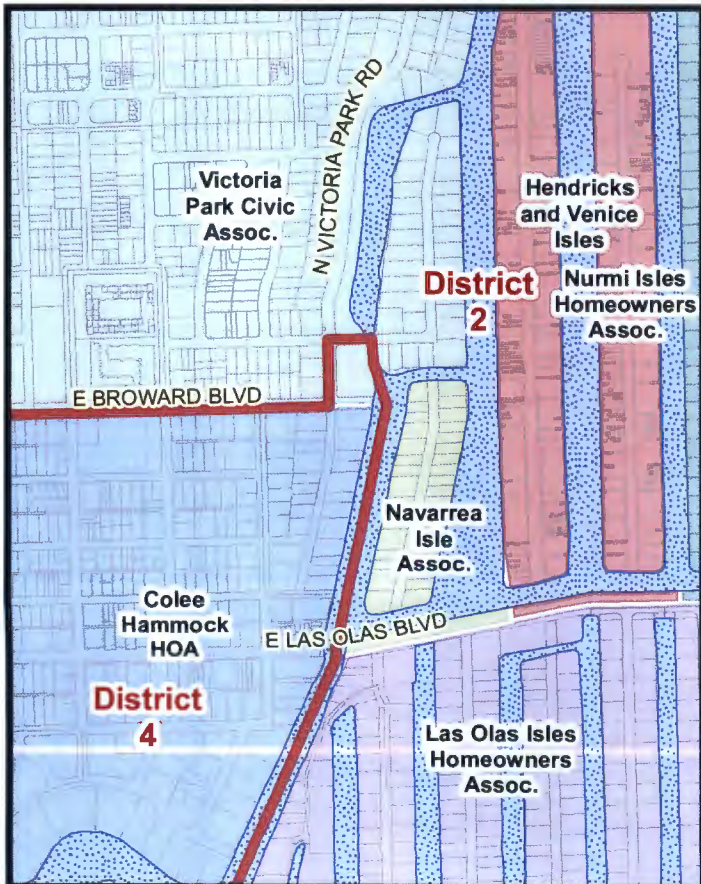 Victoria
Park Civic
Assoc.
N VICTORIA PARK RD
Hendricks
and Venice
Isles
District
2
Nurmi Isles
Homeowners
Assoc.
E BROWARD BLVD
Navarrea
Isle
Assoc.
Colee
Hammock
HOA
E LAS OLAS BLVD
District
4
Las Olas Isles
Homeowners
Assoc.